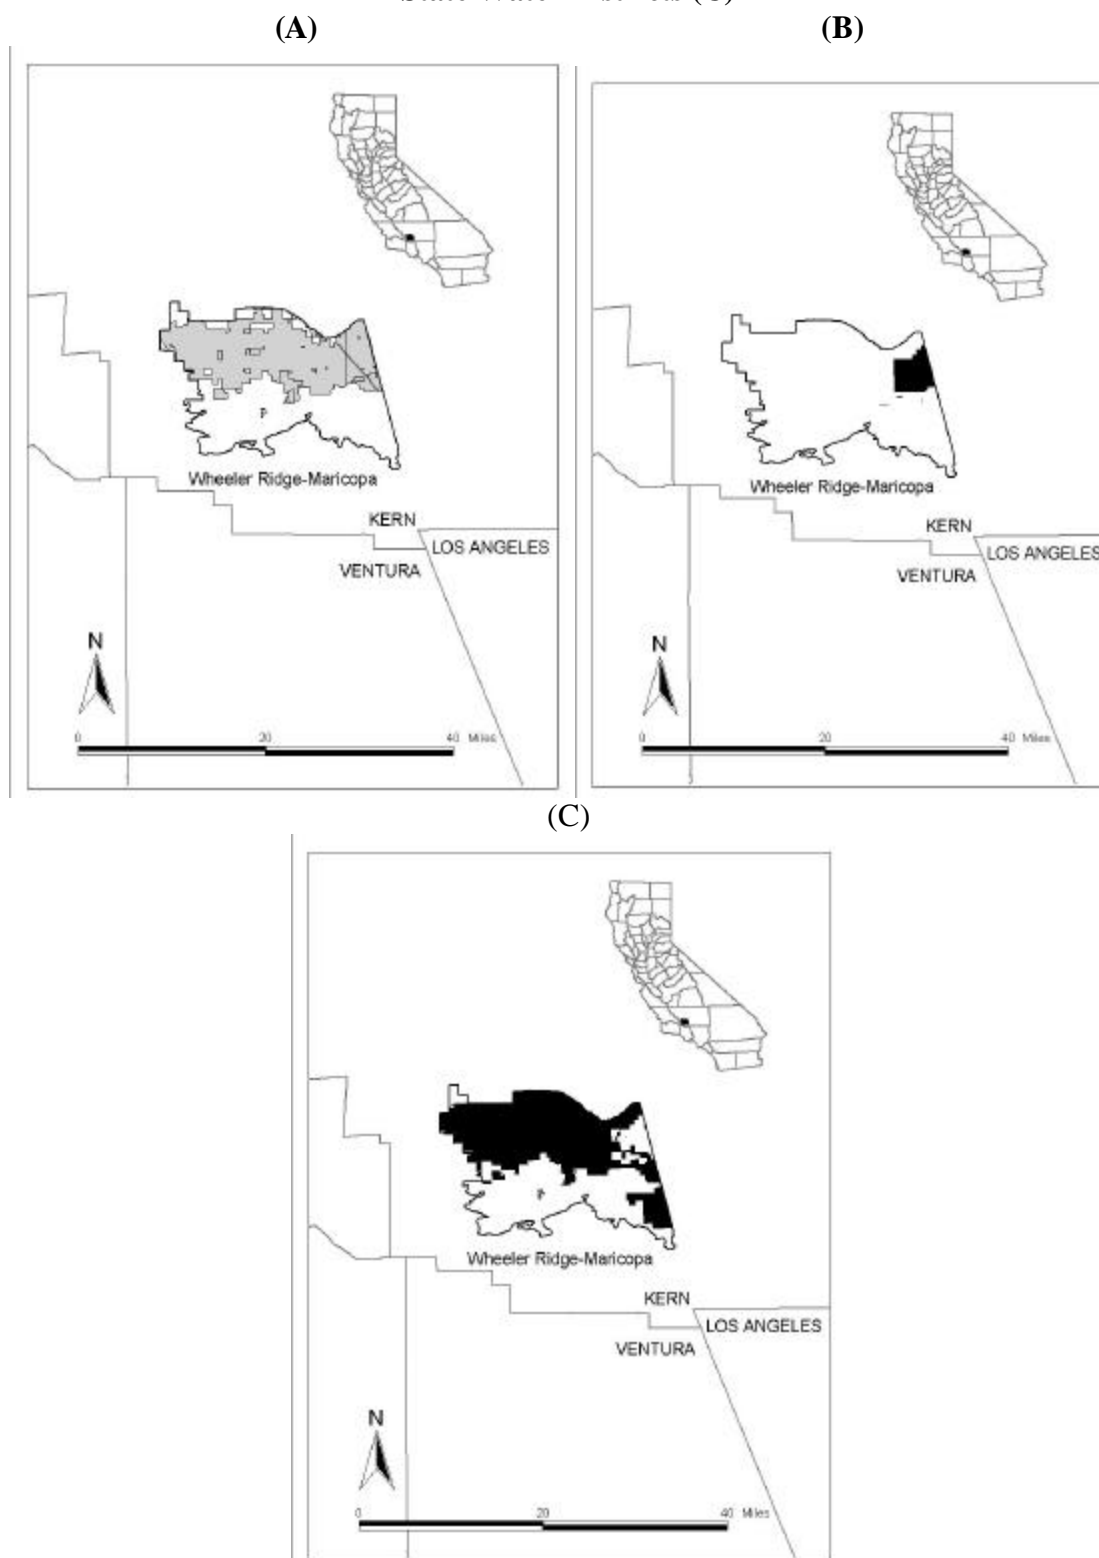 (A)
(B)
Wheeler Ridge-Maricopa
KERN
LOS ANGELES
VENTURA
N
0 20 40 Miles
Wheeler Ridge-Maricopa
KERN
LOS ANGELES
VENTURA
N
0 20 40 Miles
(C)
Wheeler Ridge-Maricopa
KERN
LOS ANGELES
VENTURA
N
0 20 40 Miles